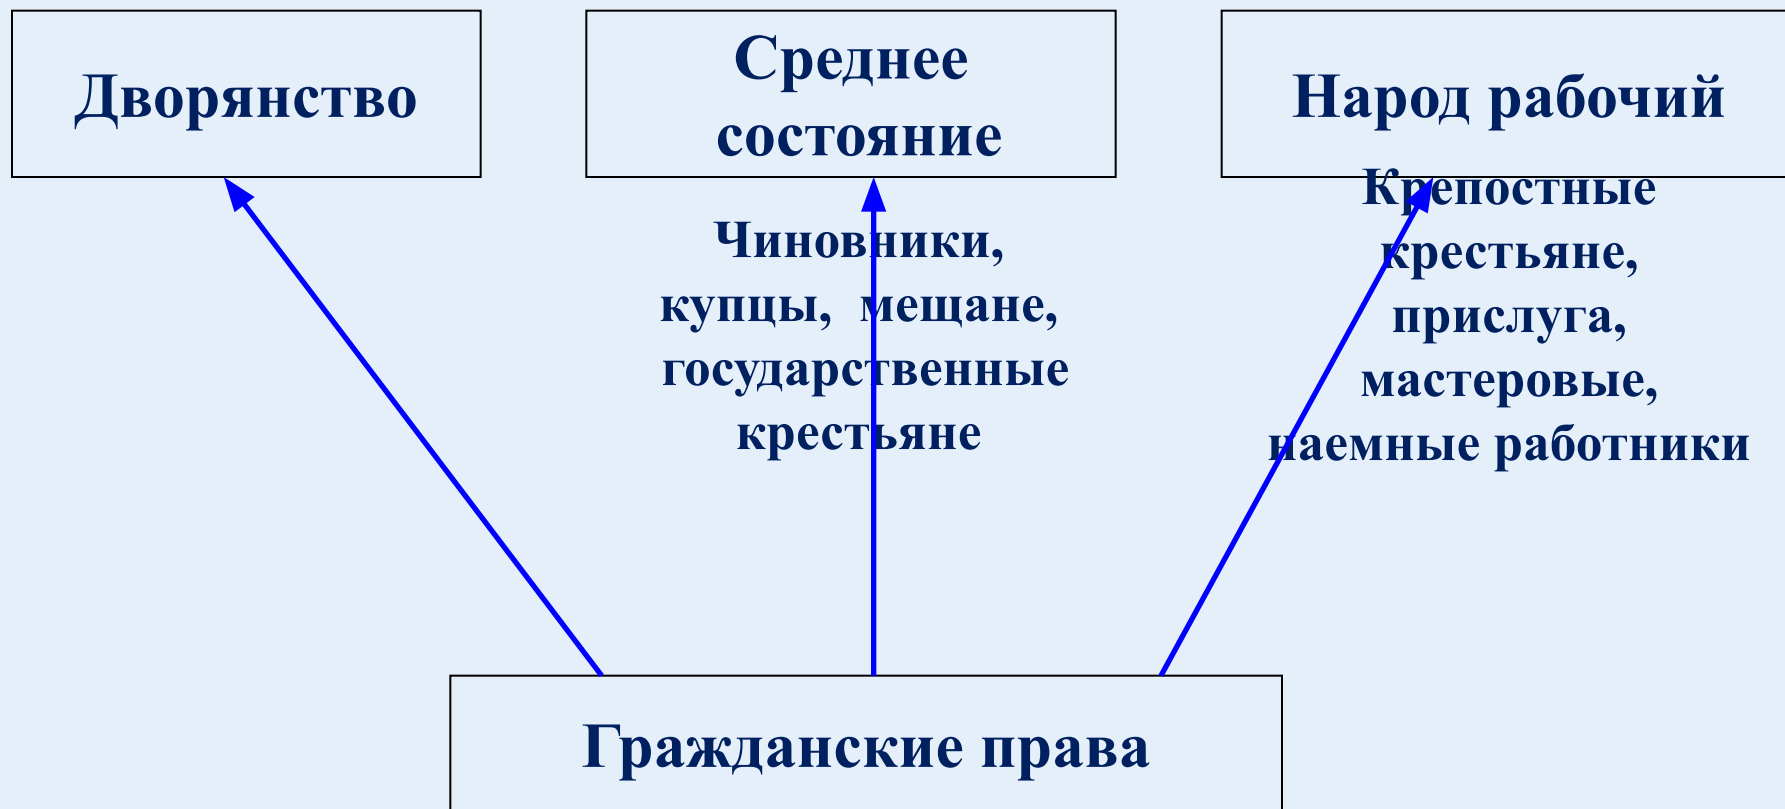 Дворянство
Среднее
состояние
Чиновники,
купцы, мещане,
государственные
крестьяне
Народ рабочий
Крепостные
крестьяне,
прислуга,
мастеровые,
наемные работники
Гражданские права